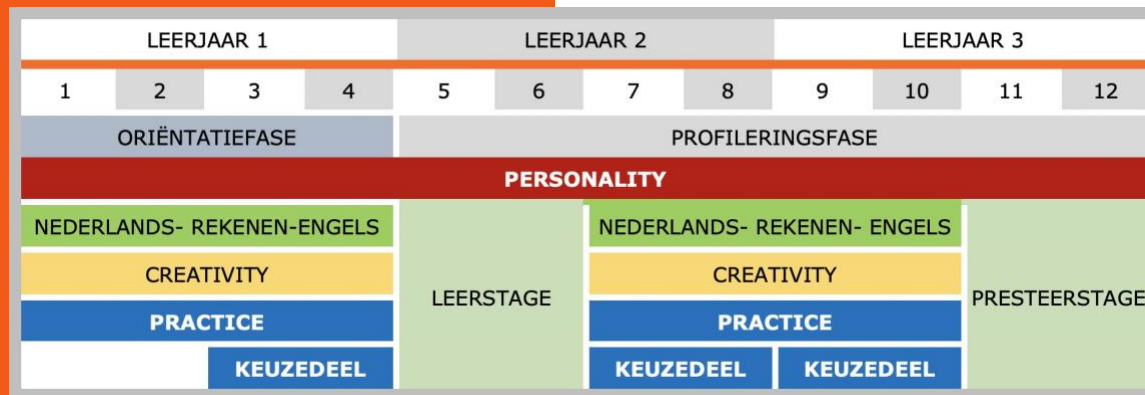 LEERJAAR 1 LEERJAAR 2 LEERJAAR 3
1 2 3 4 5 6 7 8 9 10 11 12
ORIËNTATIEFASE PROFILERINGSFASE
PERSONALITY
NEDERLANDS- REKENEN-ENGELS NEDERLANDS- REKENEN- ENGELS
CREATIVITY CREATIVITY
LEERSTAGE PRESTEERSTAGE
PRACTICE PRACTICE
KEUZEDEEL KEUZEDEEL KEUZEDEEL